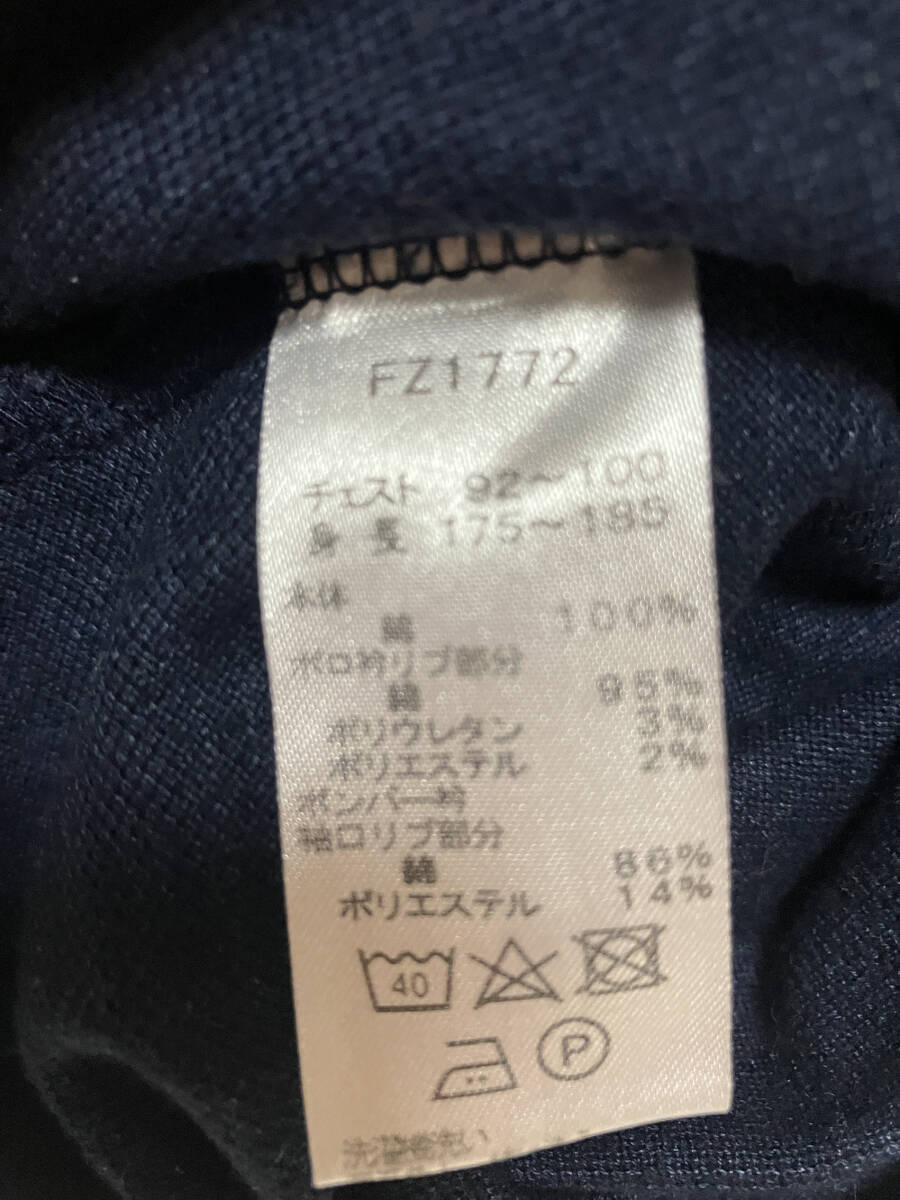 FZ1772
チェスト 92～100
身長 175～185
本体
綿 100%
ポロ衿リブ部分
綿 95%
ポリウレタン 3%
ポリエステル 2%
ボンバー衿
袖口リブ部分
綿 86%
ポリエステル 14%
40
P